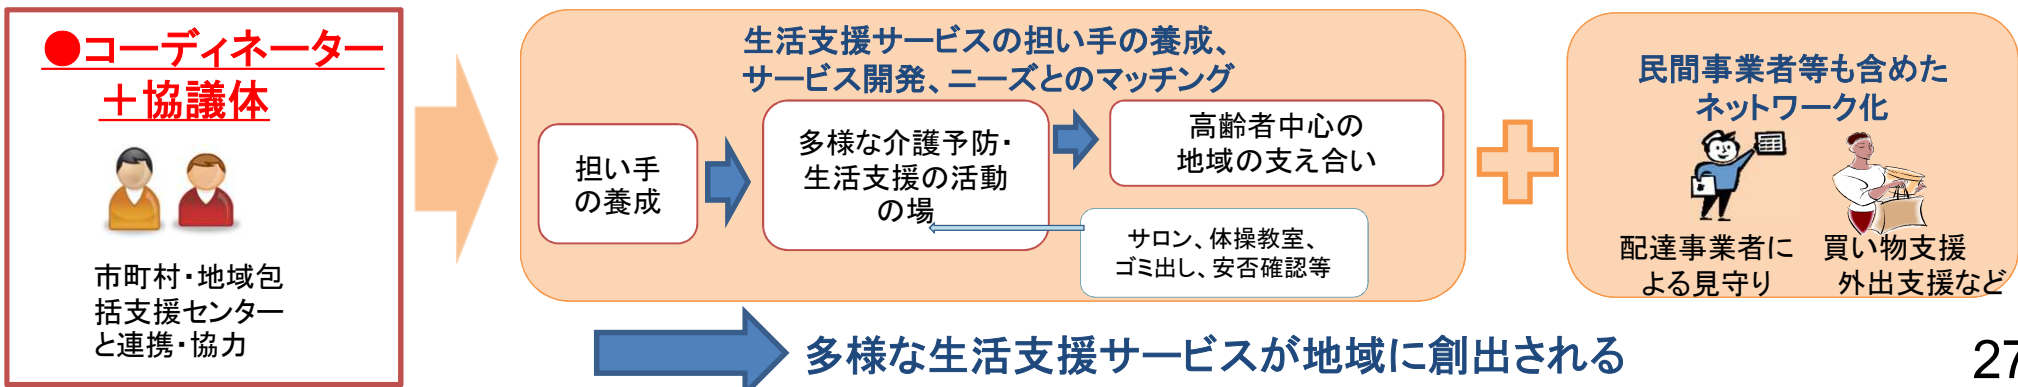 ●コーディネーター
＋協議体
市町村・地域包
括支援センター
と連携・協力
生活支援サービスの担い手の養成、
サービス開発、ニーズとのマッチング
担い手
の養成
多様な介護予防・
生活支援の活動
の場
高齢者中心の
地域の支え合い
サロン、体操教室、
ゴミ出し、安否確認等
民間事業者等も含めた
ネットワーク化
配達事業者に
よる見守り
買い物支援
外出支援など
多様な生活支援サービスが地域に創出される
27